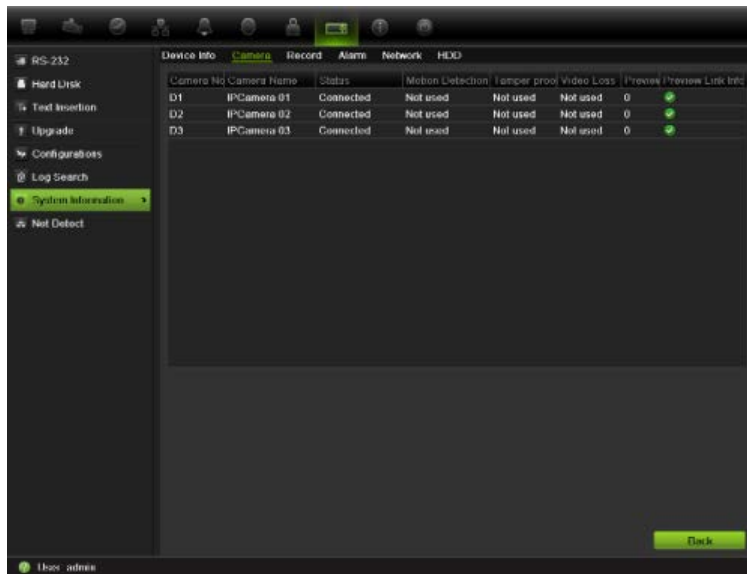 RS-232
Hard Disk
Text Insertion
Upgrade
Configurations
Log Search
System Information
Net Detect
Device Info Camera Record Alarm Network HDD
Camera No Camera Name Status Motion Detection Tamper proof Video Loss Preview Preview Link Info
D1 IPCamera 01 Connected Not used Not used Not used 0
D2 IPCamera 02 Connected Not used Not used Not used 0
D3 IPCamera 03 Connected Not used Not used Not used 0
Back
User: admin